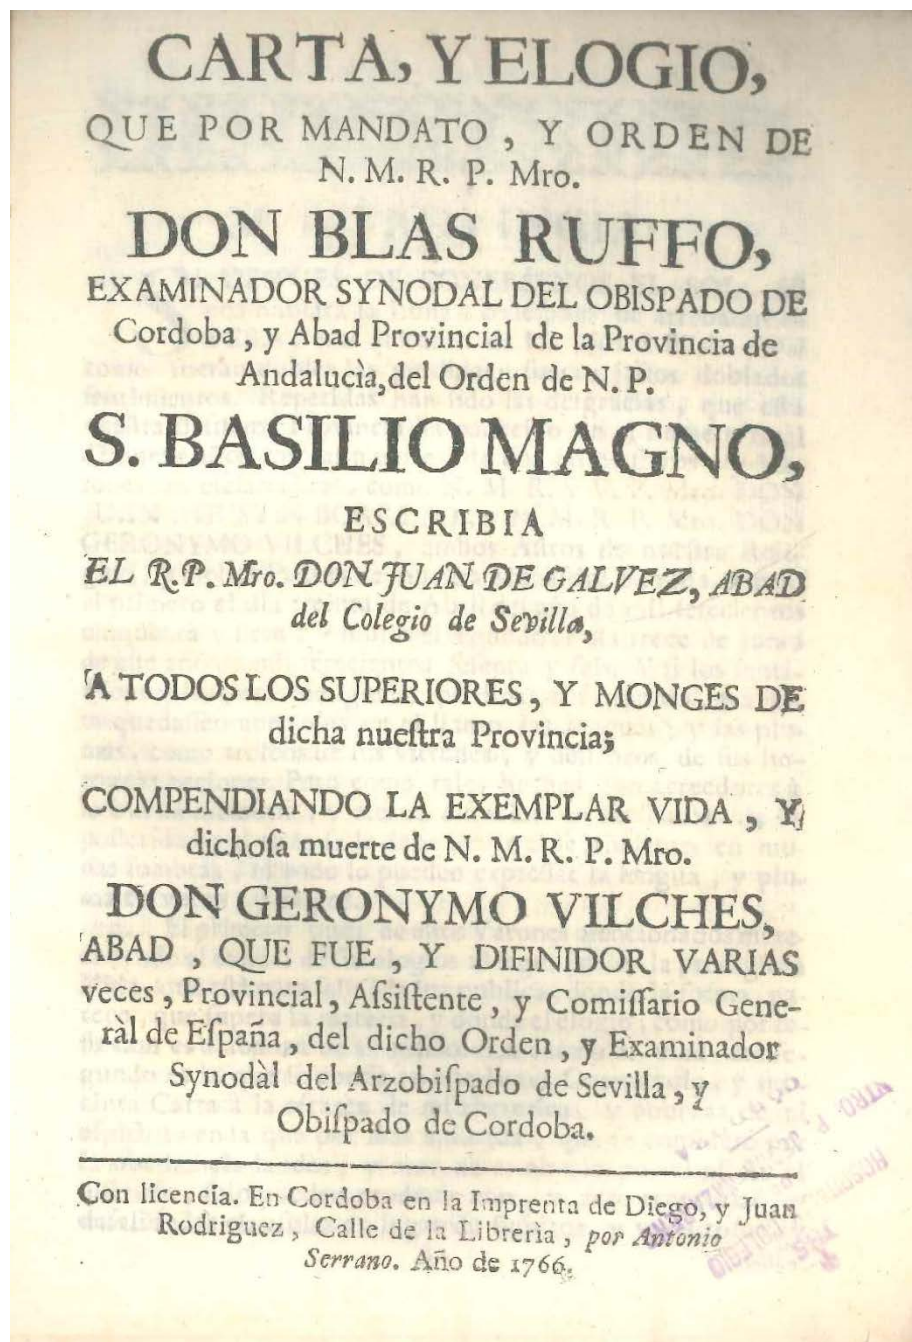 CARTA, Y ELOGIO,
QUE POR MANDATO, Y ORDEN DE
N. M. R. P. Mro.
DON BLAS RUFFO,
EXAMINADOR SYNODAL DEL OBISPADO DE
Cordoba, y Abad Provincial de la Provincia de
Andalucìa, del Orden de N. P.
S. BASILIO MAGNO,
ESCRIBIA
EL R.P. Mro. DON JUAN DE GALVEZ, ABAD
del Colegio de Sevilla,
A TODOS LOS SUPERIORES, Y MONGES DE
dicha nueſtra Provincia;
COMPENDIANDO LA EXEMPLAR VIDA, Y
dichoſa muerte de N. M. R. P. Mro.
DON GERONYMO VILCHES,
ABAD, QUE FUE, Y DIFINIDOR VARIAS
veces, Provincial, Aſsiſtente, y Comiſſario Gene-
ràl de Eſpaña, del dicho Orden, y Examinador
Synodàl del Arzobiſpado de Sevilla, y
Obiſpado de Cordoba.
Con licencia. En Cordoba en la Imprenta de Diego, y Juan
Rodriguez, Calle de la Librerìa, por Antonio
Serrano. Año de 1766.